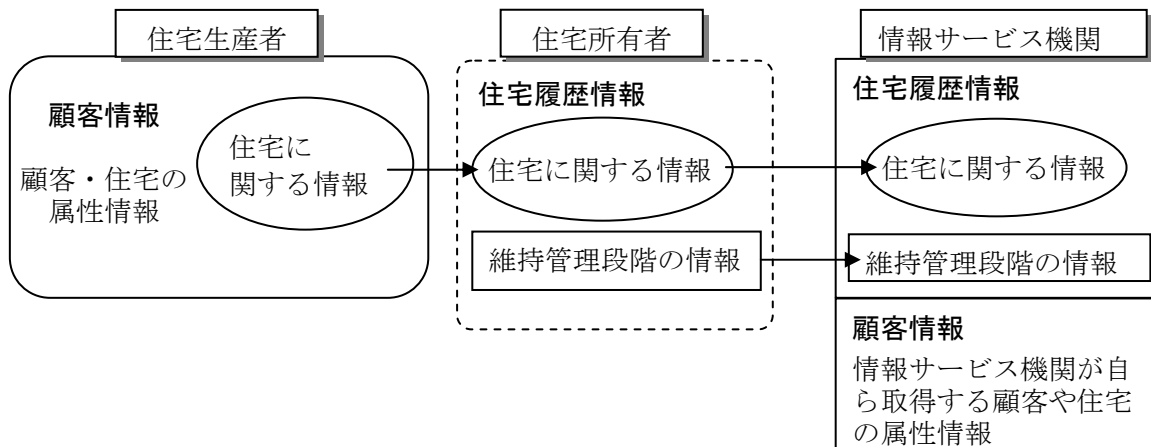 住宅生産者
顧客情報
顧客・住宅の
属性情報
住宅に
関する情報
住宅所有者
住宅履歴情報
住宅に関する情報
維持管理段階の情報
情報サービス機関
住宅履歴情報
住宅に関する情報
維持管理段階の情報
顧客情報
情報サービス機関が自
ら取得する顧客や住宅
の属性情報